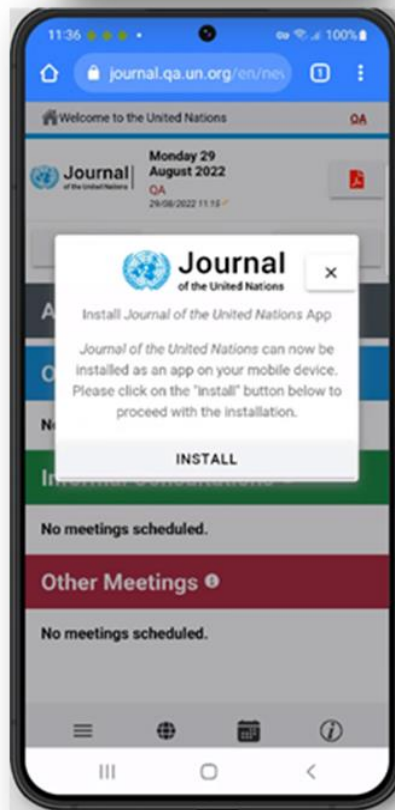 11:36 100%
journal.qa.un.org/en/nev 1
Welcome to the United Nations QA
Journal
of the United Nations
Monday 29
August 2022
QA
29/08/2022 11:15
Journal
of the United Nations
×
Install Journal of the United Nations App
Journal of the United Nations can now be
installed as an app on your mobile device.
Please click on the "Install" button below to
proceed with the installation.
INSTALL
A
O
N
Informal Consultations
No meetings scheduled.
Other Meetings
No meetings scheduled.